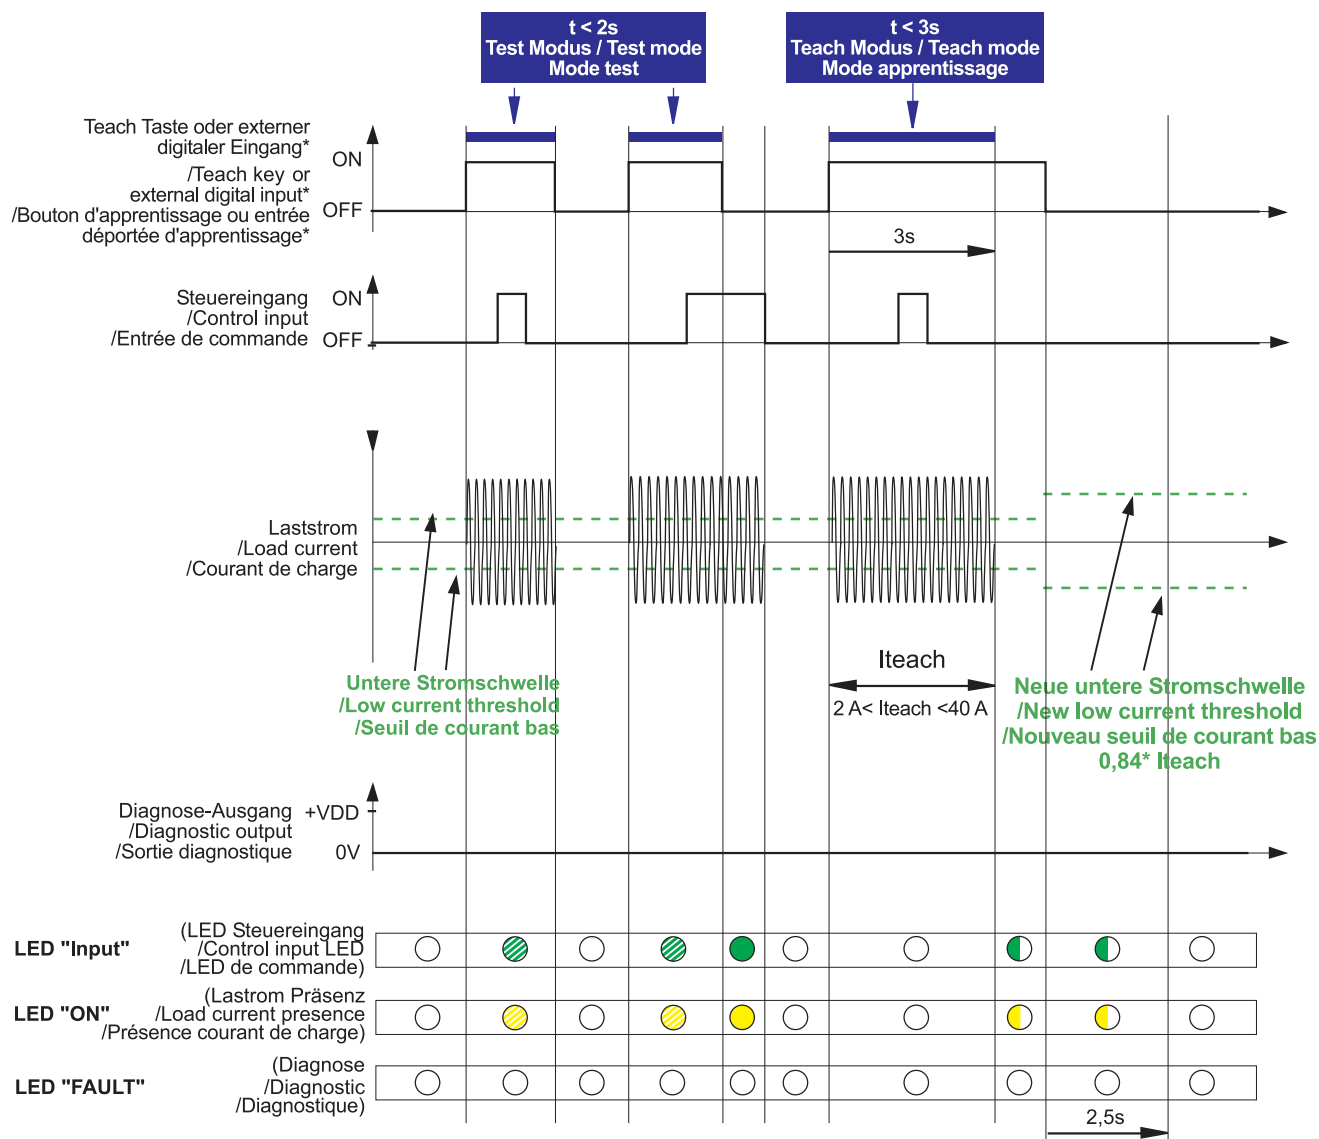 t < 2s
Test Modus / Test mode
Mode test
t < 3s
Teach Modus / Teach mode
Mode apprentissage
Teach Taste oder externer
digitaler Eingang*
/Teach key or
external digital input*
/Bouton d'apprentissage ou entrée
déportée d'apprentissage*
ON
OFF
3s
Steuereingang
/Control input
/Entrée de commande
ON
OFF
Laststrom
/Load current
/Courant de charge
Untere Stromschwelle
/Low current threshold
/Seuil de courant bas
Iteach
2 A< Iteach <40 A
Neue untere Stromschwelle
/New low current threshold
/Nouveau seuil de courant bas
0,84* Iteach
Diagnose-Ausgang
/Diagnostic output
/Sortie diagnostique
+VDD
0V
LED "Input"
(LED Steuereingang
/Control input LED
/LED de commande)
LED "ON"
(Lastrom Präsenz
/Load current presence
/Présence courant de charge)
LED "FAULT"
(Diagnose
/Diagnostic
/Diagnostique)
2,5s